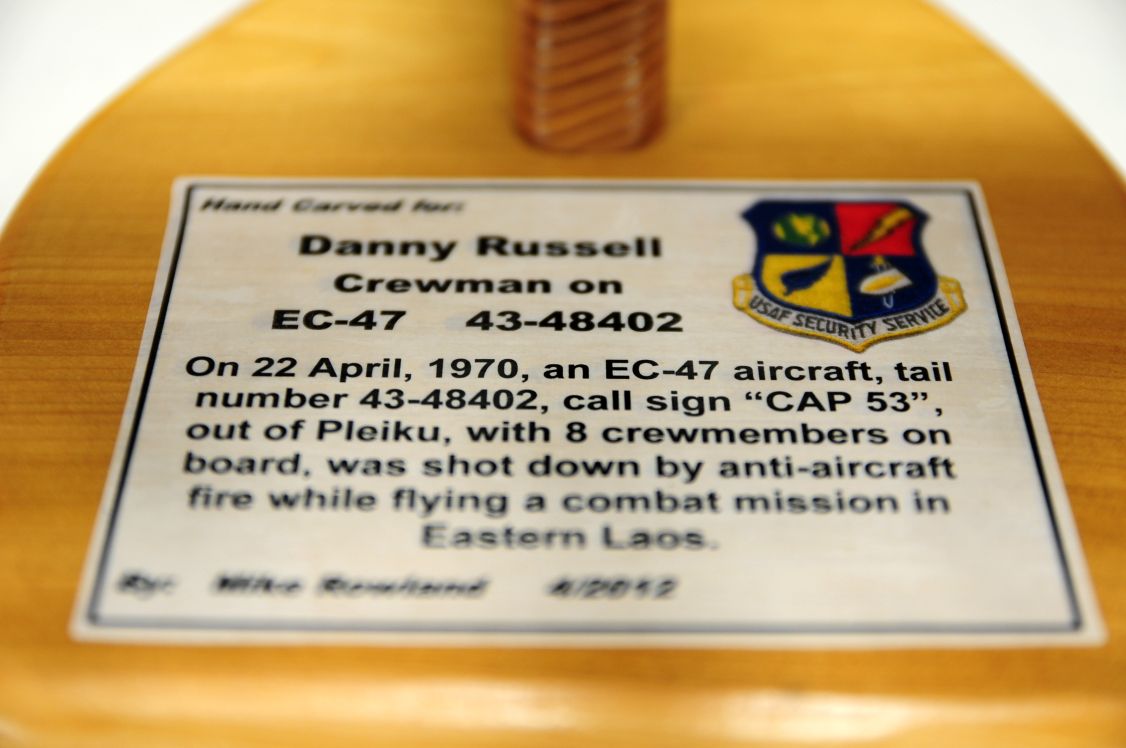 Hand Carved for:
Danny Russell
Crewman on
EC-47 43-48402
USAF SECURITY SERVICE
On 22 April, 1970, an EC-47 aircraft, tail
number 43-48402, call sign “CAP 53”,
out of Pleiku, with 8 crewmembers on
board, was shot down by anti-aircraft
fire while flying a combat mission in
Eastern Laos.
By: Mike Rowland 4/2012